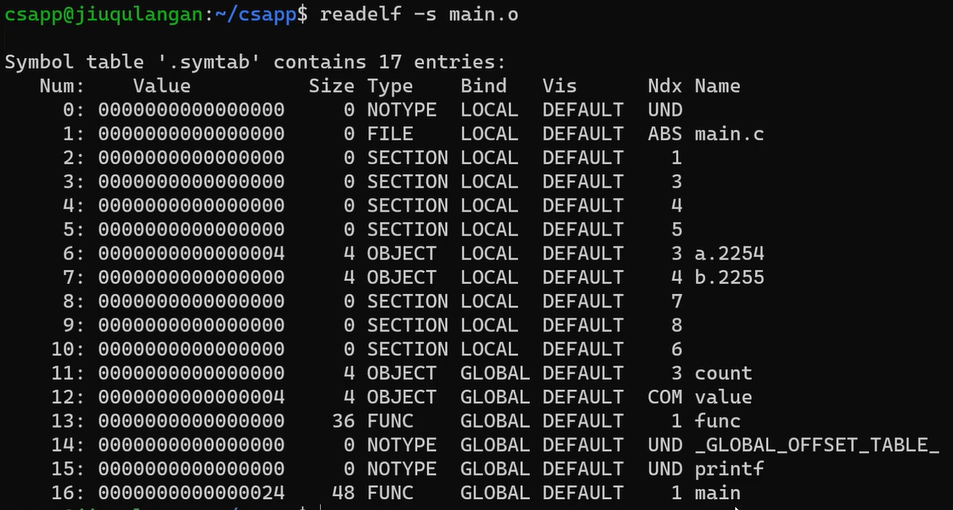 csapp@jiuqulangan:~/csapp$ readelf -s main.o
Symbol table '.symtab' contains 17 entries:
Num: Value Size Type Bind Vis Ndx Name
0: 0000000000000000 0 NOTYPE LOCAL DEFAULT UND
1: 0000000000000000 0 FILE LOCAL DEFAULT ABS main.c
2: 0000000000000000 0 SECTION LOCAL DEFAULT 1
3: 0000000000000000 0 SECTION LOCAL DEFAULT 3
4: 0000000000000000 0 SECTION LOCAL DEFAULT 4
5: 0000000000000000 0 SECTION LOCAL DEFAULT 5
6: 0000000000000004 4 OBJECT LOCAL DEFAULT 3 a.2254
7: 0000000000000000 4 OBJECT LOCAL DEFAULT 4 b.2255
8: 0000000000000000 0 SECTION LOCAL DEFAULT 7
9: 0000000000000000 0 SECTION LOCAL DEFAULT 8
10: 0000000000000000 0 SECTION LOCAL DEFAULT 6
11: 0000000000000000 4 OBJECT GLOBAL DEFAULT 3 count
12: 0000000000000004 4 OBJECT GLOBAL DEFAULT COM value
13: 0000000000000000 36 FUNC GLOBAL DEFAULT 1 func
14: 0000000000000000 0 NOTYPE GLOBAL DEFAULT UND _GLOBAL_OFFSET_TABLE_
15: 0000000000000000 0 NOTYPE GLOBAL DEFAULT UND printf
16: 0000000000000024 48 FUNC GLOBAL DEFAULT 1 main